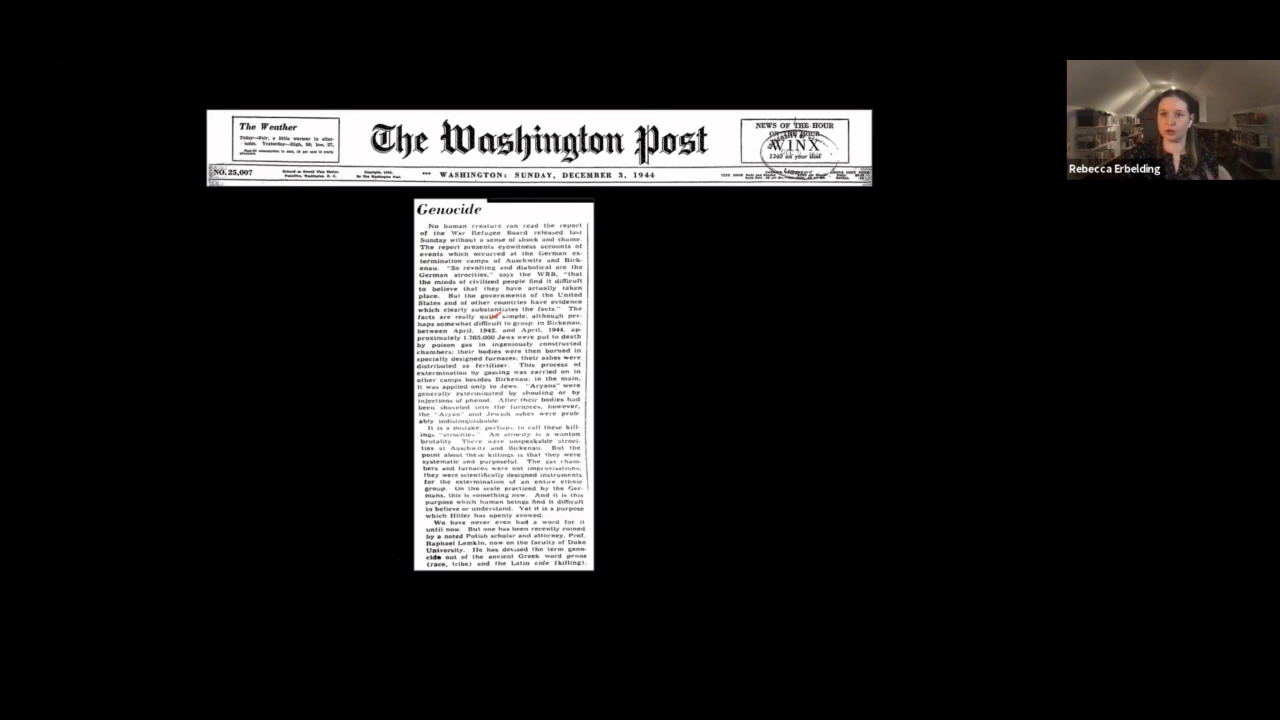 The Weather
The Washington Post
NEWS OF THE HOUR
ON THE HOUR
WINX
1340 on your dial
NO. 25,007
WASHINGTON: SUNDAY, DECEMBER 3, 1944
Rebecca Erbelding
Genocide
No human creature can read the report
of the War Refugee Board released last
Sunday without a sense of shock and shame.
The report presents eyewitness accounts of
events which occurred at the German ex-
termination camps of Auschwitz and Birk-
enau. "So revolting and diabolical are the
German atrocities," says the WRB, "that
the minds of civilized people find it difficult
to believe that they have actually taken
place. But the governments of the United
States and of other countries have evidence
which clearly substantiates the facts." The
facts are really quite simple, although per-
haps somewhat difficult to grasp: in Birkenau,
between April, 1942, and April, 1944, ap-
proximately 1,765,000 Jews were put to death
by poison gas in ingeniously constructed
chambers; their bodies were then burned in
specially designed furnaces; their ashes were
distributed as fertilizer. This process of
extermination by gassing was carried on in
other camps besides Birkenau; in the main,
it was applied only to Jews. "Aryans" were
generally exterminated by shooting or by
injections of phenol. After their bodies had
been shoveled into the furnaces, however,
the "Aryan" and Jewish ashes were prob-
ably indistinguishable.
It is a mistake, perhaps, to call these kill-
ings "atrocities." An atrocity is a wanton
brutality. There were unspeakable atroci-
ties at Auschwitz and Birkenau. But the
point about these killings is that they were
systematic and purposeful. The gas cham-
bers and furnaces were not improvisations;
they were scientifically designed instruments
for the extermination of an entire ethnic
group. On the scale practiced by the Ger-
mans, this is something new. And it is this
purpose which human beings find it difficult
to believe or understand. Yet it is a purpose
which Hitler has openly avowed.
We have never even had a word for it
until now. But one has been recently coined
by a noted Polish scholar and attorney, Prof.
Raphael Lemkin, now on the faculty of Duke
University. He has devised the term geno-
cide out of the ancient Greek word genos
(race, tribe) and the Latin cide (killing);